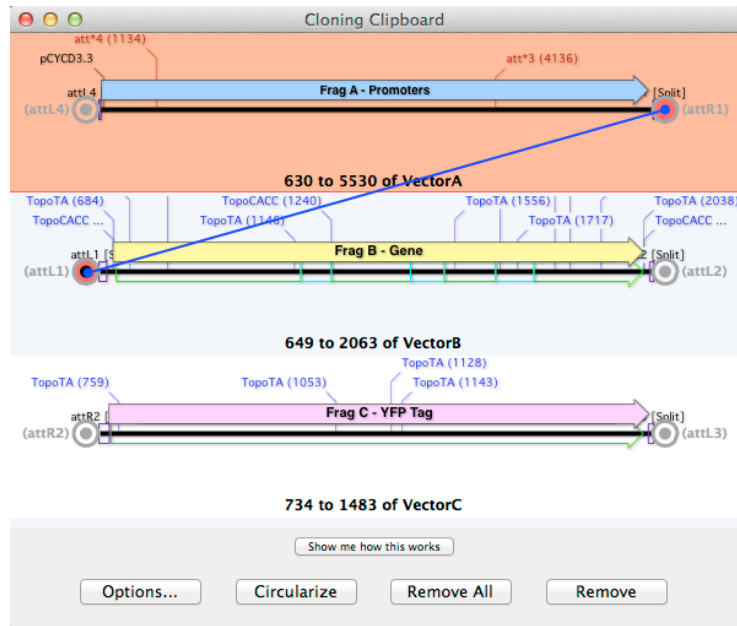 Cloning Clipboard
att*4 (1134)
pCYCD3.3
att*3 (4136)
attL4
Frag A - Promoters
[Split]
(attL4)
(attR1)
630 to 5530 of VectorA
TopoTA (684)
TopoCACC (1240)
TopoTA (1556)
TopoTA (2038)
TopoCACC ...
TopoTA (1146)
TopoTA (1717)
TopoCACC ...
attL1 [S
Frag B - Gene
2 [Split]
(attL1)
(attL2)
649 to 2063 of VectorB
TopoTA (1128)
TopoTA (759)
TopoTA (1053)
TopoTA (1143)
attR2 [
Frag C - YFP Tag
[Split]
(attR2)
(attL3)
734 to 1483 of VectorC
Show me how this works
Options...
Circularize
Remove All
Remove